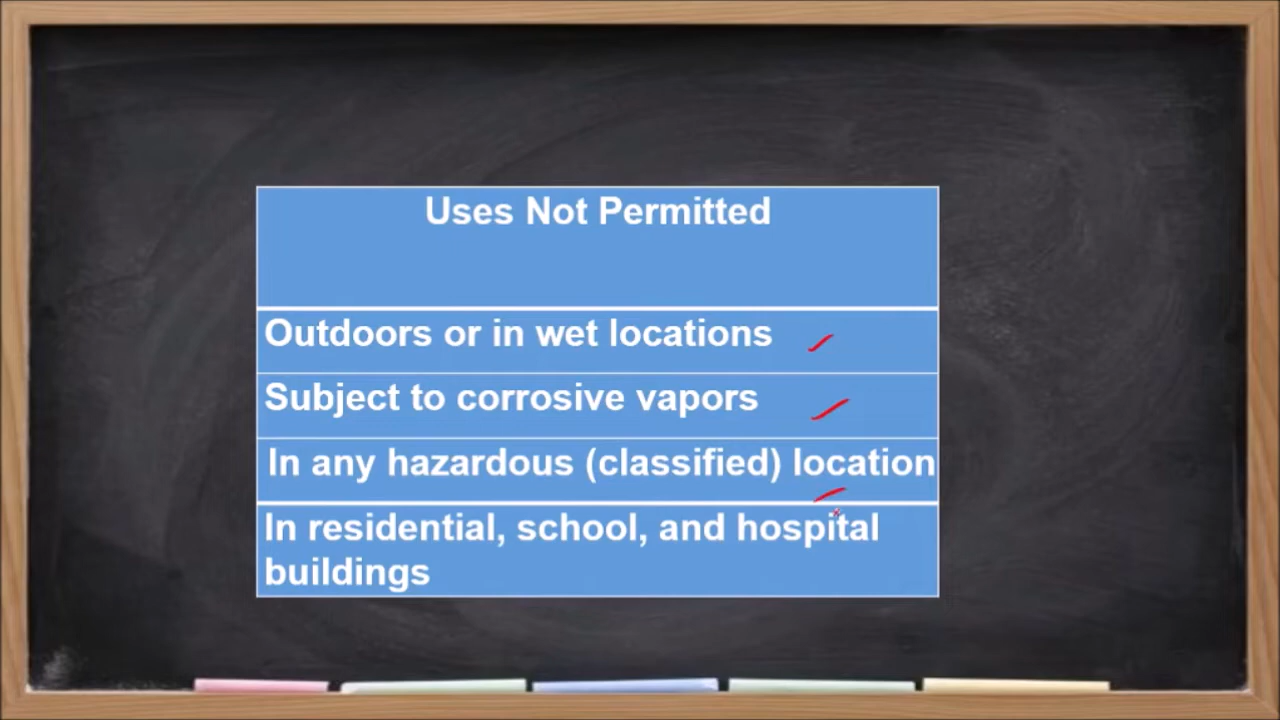 Uses Not Permitted
Outdoors or in wet locations
Subject to corrosive vapors
In any hazardous (classified) location
In residential, school, and hospital
buildings